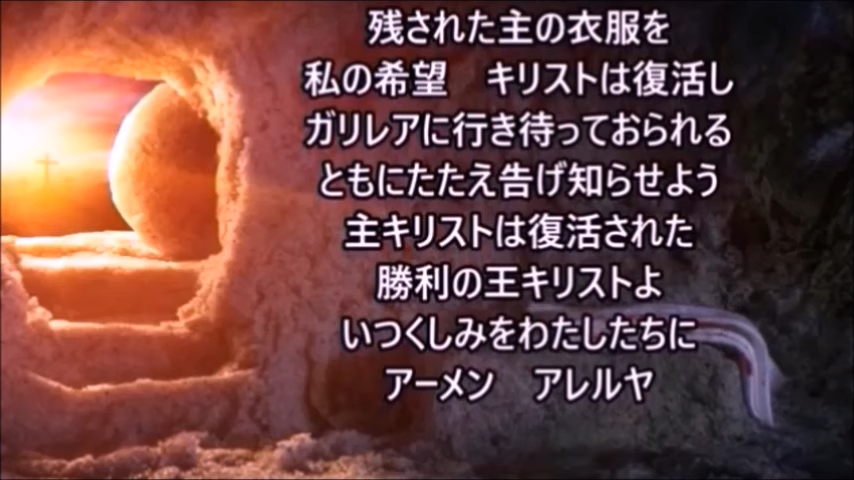 残された主の衣服を
私の希望　キリストは復活し
ガリレアに行き待っておられる
ともにたたえ告げ知らせよう
主キリストは復活された
勝利の王キリストよ
いつくしみをわたしたちに
アーメン　アレルヤ